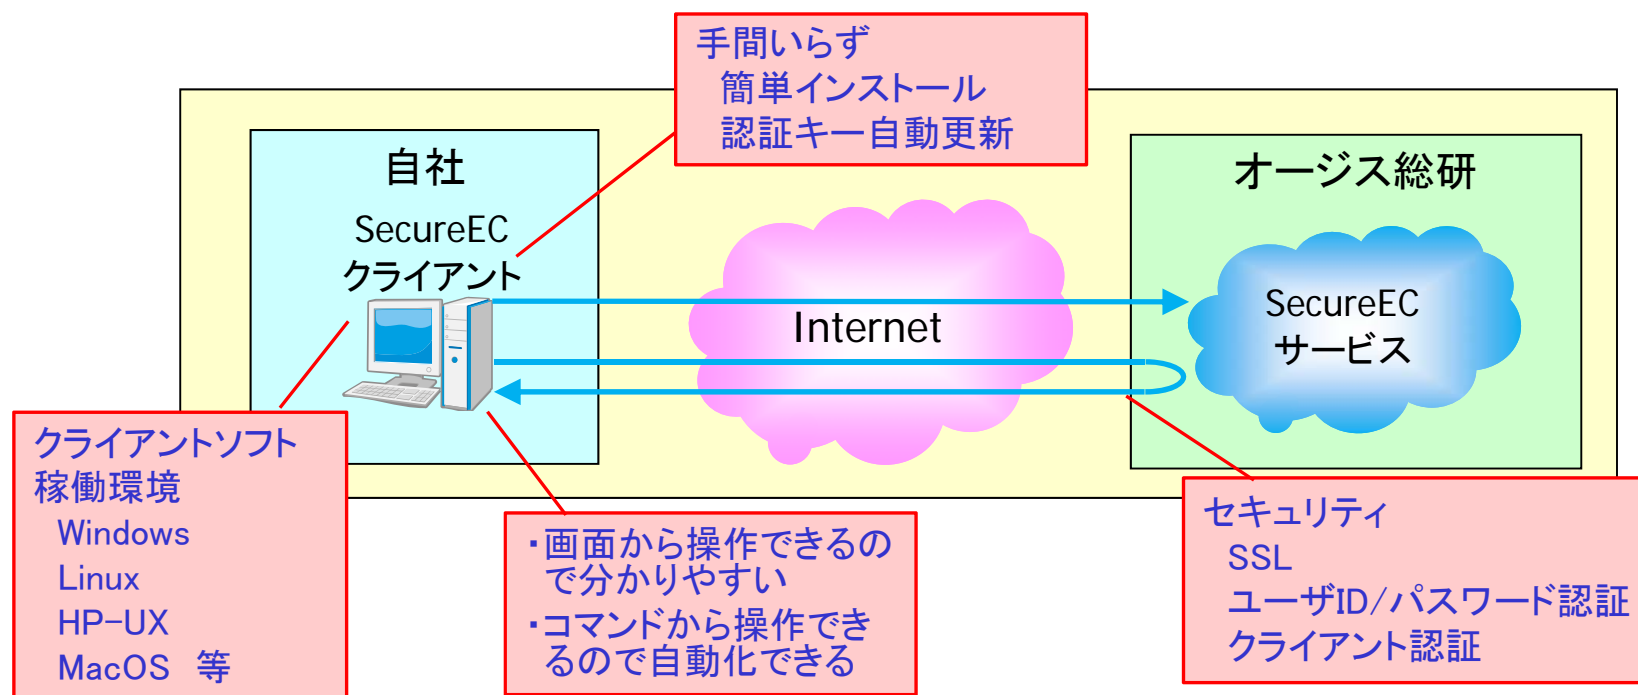 手間いらず
簡単インストール
認証キー自動更新
自社
SecureEC
クライアント
オージス総研
Internet
SecureEC
サービス
クライアントソフト
稼働環境
Windows
Linux
HP-UX
MacOS 等
・画面から操作できるの
で分かりやすい
・コマンドから操作でき
るので自動化できる
セキュリティ
SSL
ユーザID/パスワード認証
クライアント認証